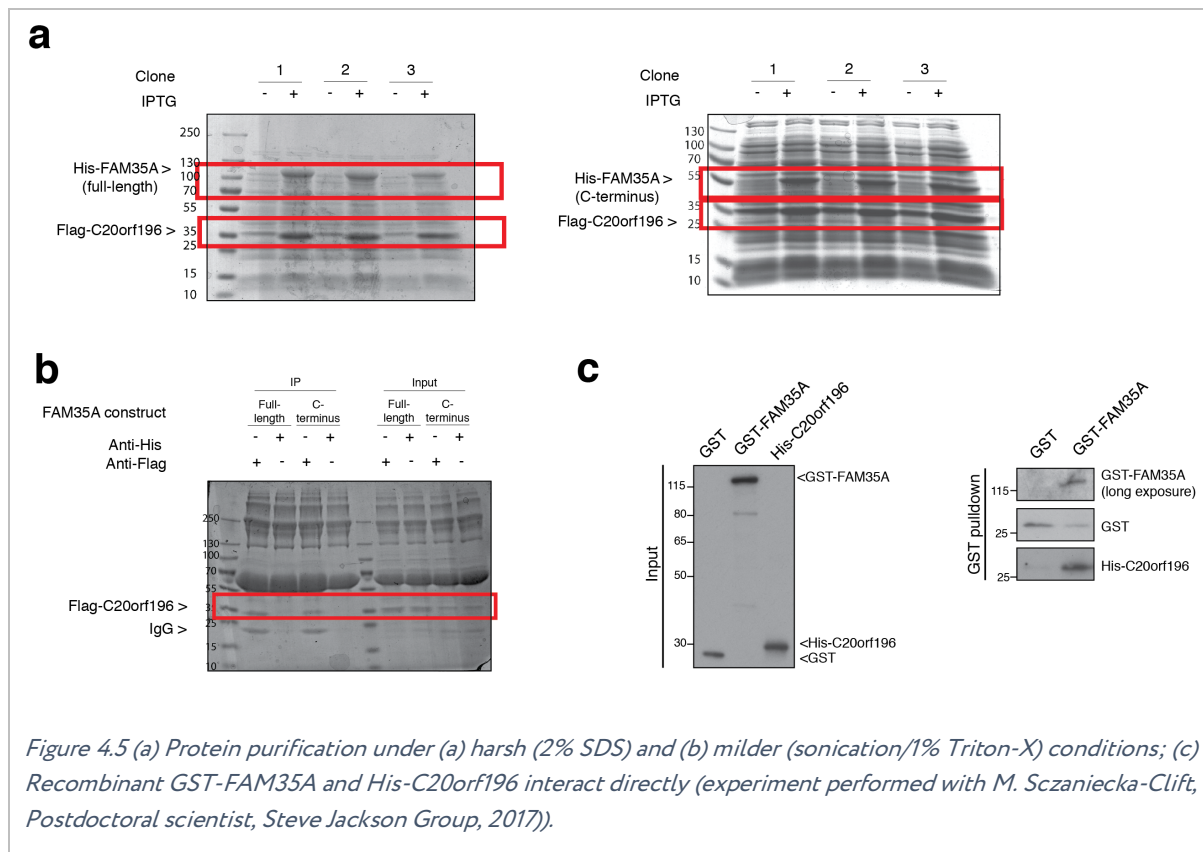 a
Clone 1 2 3
IPTG - + - + - +
250
130
His-FAM35A >
(full-length)
100
70
55
Flag-C20orf196 >
35
25
15
10
Clone 1 2 3
IPTG - + - + - +
130
100
70
His-FAM35A >
(C-terminus)
55
35
Flag-C20orf196 >
25
15
10
b
IP Input
FAM35A construct
Full-length C-terminus Full-length C-terminus
Anti-His - + - + - + - +
Anti-Flag + - + - + - + -
250
130
100
70
55
Flag-C20orf196 >
25
IgG >
15
10
c
GST GST-FAM35A His-C20orf196
Input
115
80
65
50
30
<GST-FAM35A
<His-C20orf196
<GST
GST GST-FAM35A
GST pulldown
115
GST-FAM35A
(long exposure)
25
GST
25
His-C20orf196
Figure 4.5 (a) Protein purification under (a) harsh (2% SDS) and (b) milder (sonication/1% Triton-X) conditions; (c)
Recombinant GST-FAM35A and His-C20orf196 interact directly (experiment performed with M. Sczaniecka-Clift,
Postdoctoral scientist, Steve Jackson Group, 2017)).